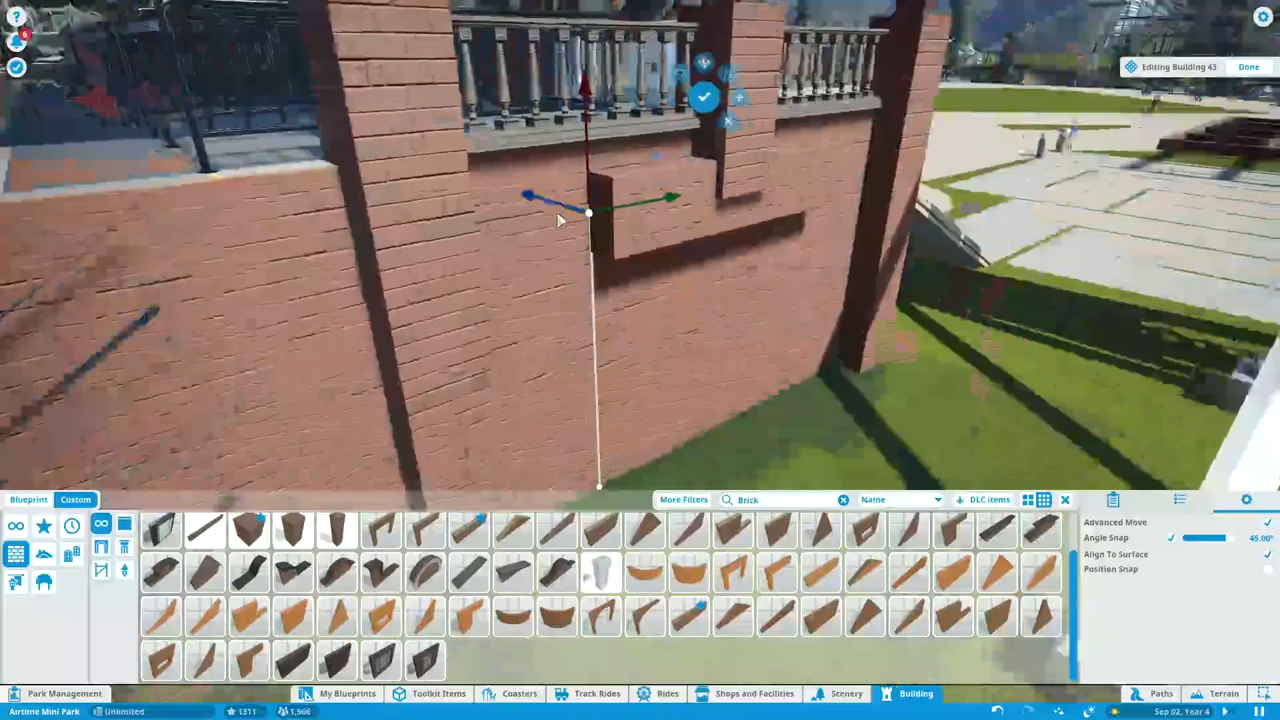 ?
6
Editing Building 43 Done
Blueprint Custom More Filters Brick Name DLC items
Advanced Move
Angle Snap 45.00°
Align To Surface
Position Snap
Park Management My Blueprints Toolkit Items Coasters Track Rides Rides Shops and Facilities Scenery Building Paths Terrain
Airtime Mini Park Unlimited 1311 1,966 Sep 02, Year 4